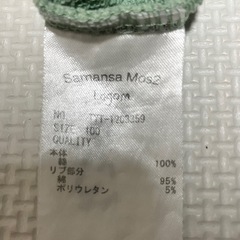 Samansa Mos2
Lagom
NO.
SIZE. 100
QUALITY
本体
綿 100%
リブ部分
綿 95%
ポリウレタン 5%